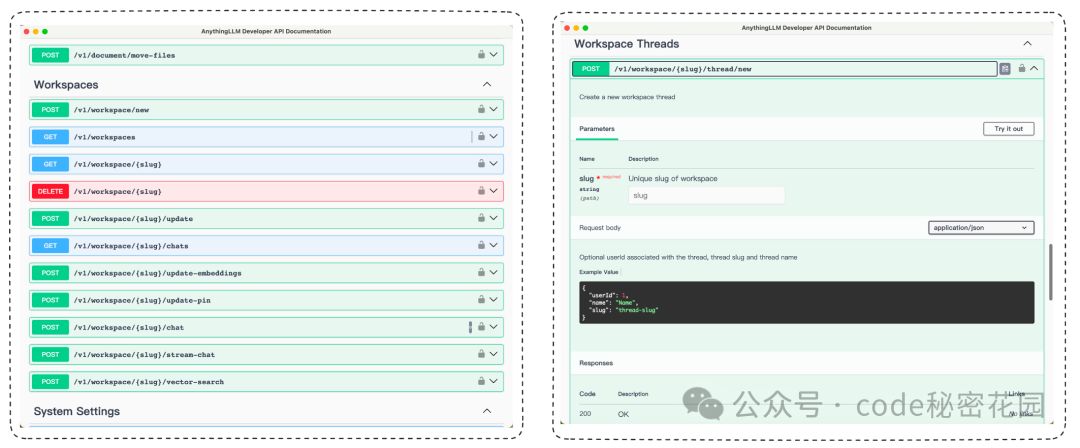 AnythingLLM Developer API Documentation
POST /v1/document/move-files
Workspaces
POST /v1/workspace/new
GET /v1/workspaces
GET /v1/workspace/{slug}
DELETE /v1/workspace/{slug}
POST /v1/workspace/{slug}/update
GET /v1/workspace/{slug}/chats
POST /v1/workspace/{slug}/update-embeddings
POST /v1/workspace/{slug}/update-pin
POST /v1/workspace/{slug}/chat
POST /v1/workspace/{slug}/stream-chat
POST /v1/workspace/{slug}/vector-search
System Settings
AnythingLLM Developer API Documentation
Workspace Threads
POST /v1/workspace/{slug}/thread/new
Create a new workspace thread
Parameters
Try it out
Name Description
slug * required Unique slug of workspace
string
(path)
slug
Request body
application/json
Optional userId associated with the thread, thread slug and thread name
Example Value
{
"userId": 1,
"name": "Name",
"slug": "thread-slug"
}
Responses
Code Description Links
200 OK No links
公众号 · code秘密花园